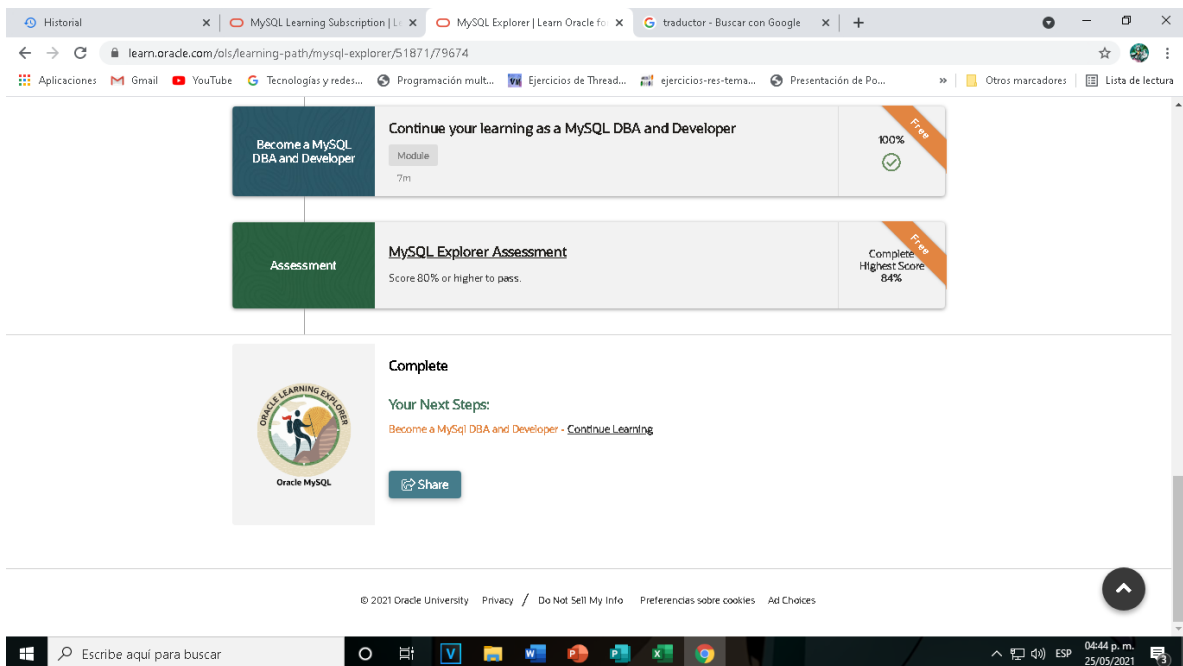 Historial
MySQL Learning Subscription | L
MySQL Explorer | Learn Oracle fo
traductor - Buscar con Google
learn.oracle.com/ols/learning-path/mysql-explorer/51871/79674
Aplicaciones
Gmail
YouTube
Tecnologías y redes...
Programación mult...
Ejercicios de Thread...
ejercicios-res-tema...
Presentación de Po...
»
Otros marcadores
Lista de lectura
Become a MySQL
DBA and Developer
Continue your learning as a MySQL DBA and Developer
Module
7m
100%
Free
Assessment
MySQL Explorer Assessment
Score 80% or higher to pass.
Complete
Highest Score
84%
Free
ORACLE LEARNING EXPLORER
Oracle MySQL
Complete
Your Next Steps:
Become a MySql DBA and Developer - Continue Learning
Share
© 2021 Oracle University Privacy / Do Not Sell My Info Preferencias sobre cookies Ad Choices
Escribe aquí para buscar
ESP
04:44 p. m.
25/05/2021
3